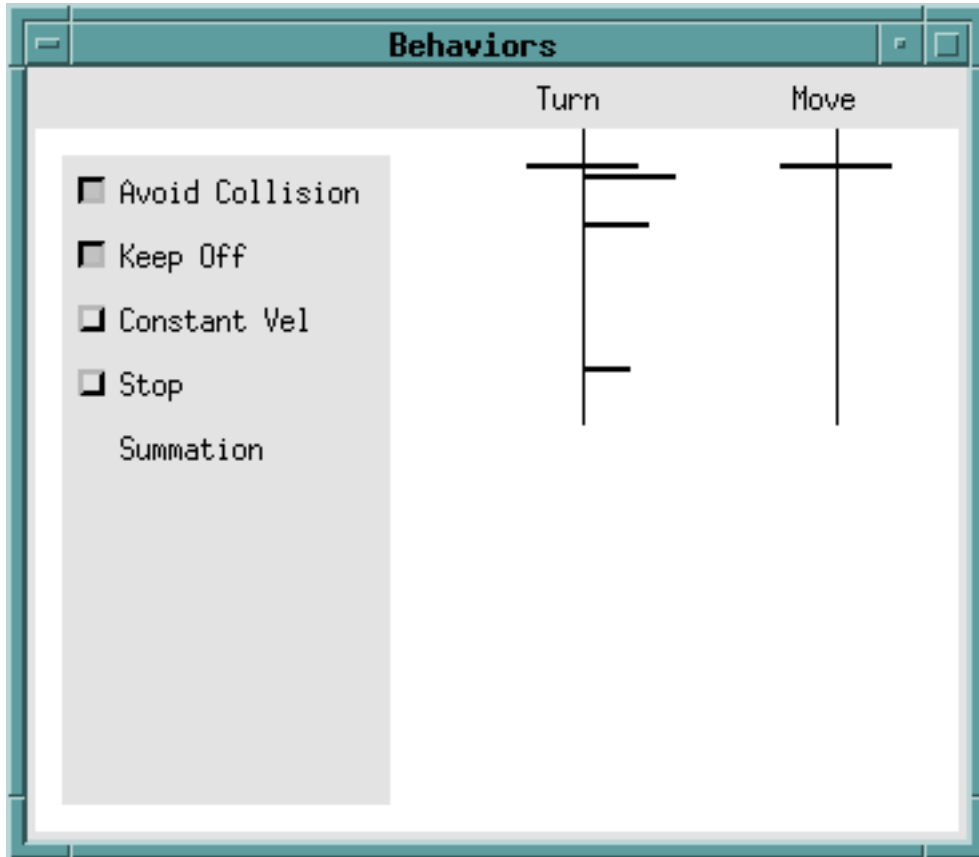 Behaviors
Turn Move
Avoid Collision
Keep Off
Constant Vel
Stop
Summation